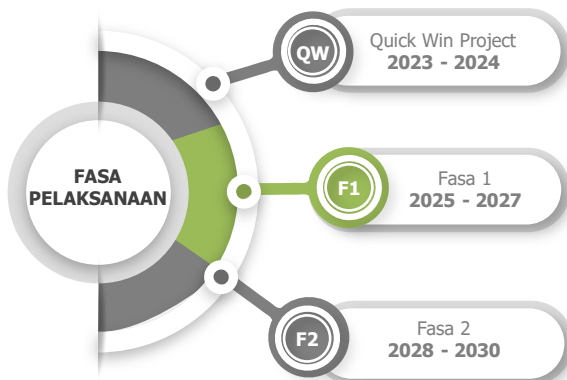 QW
Quick Win Project
2023 - 2024
FASA
PELAKSANAAN
F1
Fasa 1
2025 - 2027
F2
Fasa 2
2028 - 2030